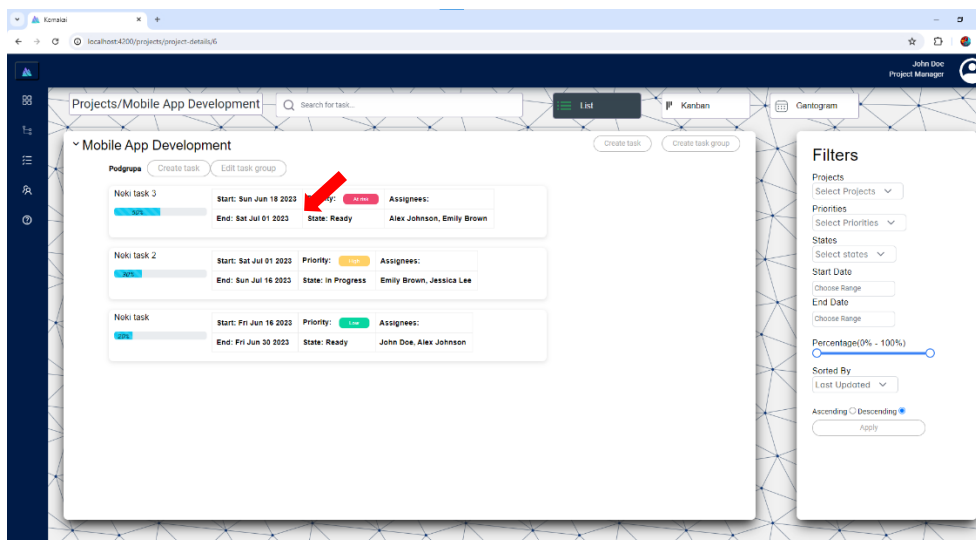 Komakai
localhost:4200/projects/project-details/6
John Doe
Project Manager
Projects/Mobile App Development
Search for task...
List
Kanban
Gantogram
Mobile App Development
Create task
Create task group
Podgrupa
Create task
Edit task group
Noki task 3
Start: Sun Jun 18 2023
Assignees:
End: Sat Jul 01 2023
State: Ready
Alex Johnson, Emily Brown
Noki task 2
Start: Sat Jul 01 2023
Priority:
Assignees:
End: Sun Jul 16 2023
State: In Progress
Emily Brown, Jessica Lee
Noki task
Start: Fri Jun 16 2023
Priority:
Low
Assignees:
20%
End: Fri Jun 30 2023
State: Ready
John Doe, Alex Johnson
Filters
Projects
Select Projects
Priorities
Select Priorities
States
Select states
Start Date
Choose Range
End Date
Choose Range
Percentage(0% - 100%)
Sorted By
Last Updated
Ascending
Descending
Apply